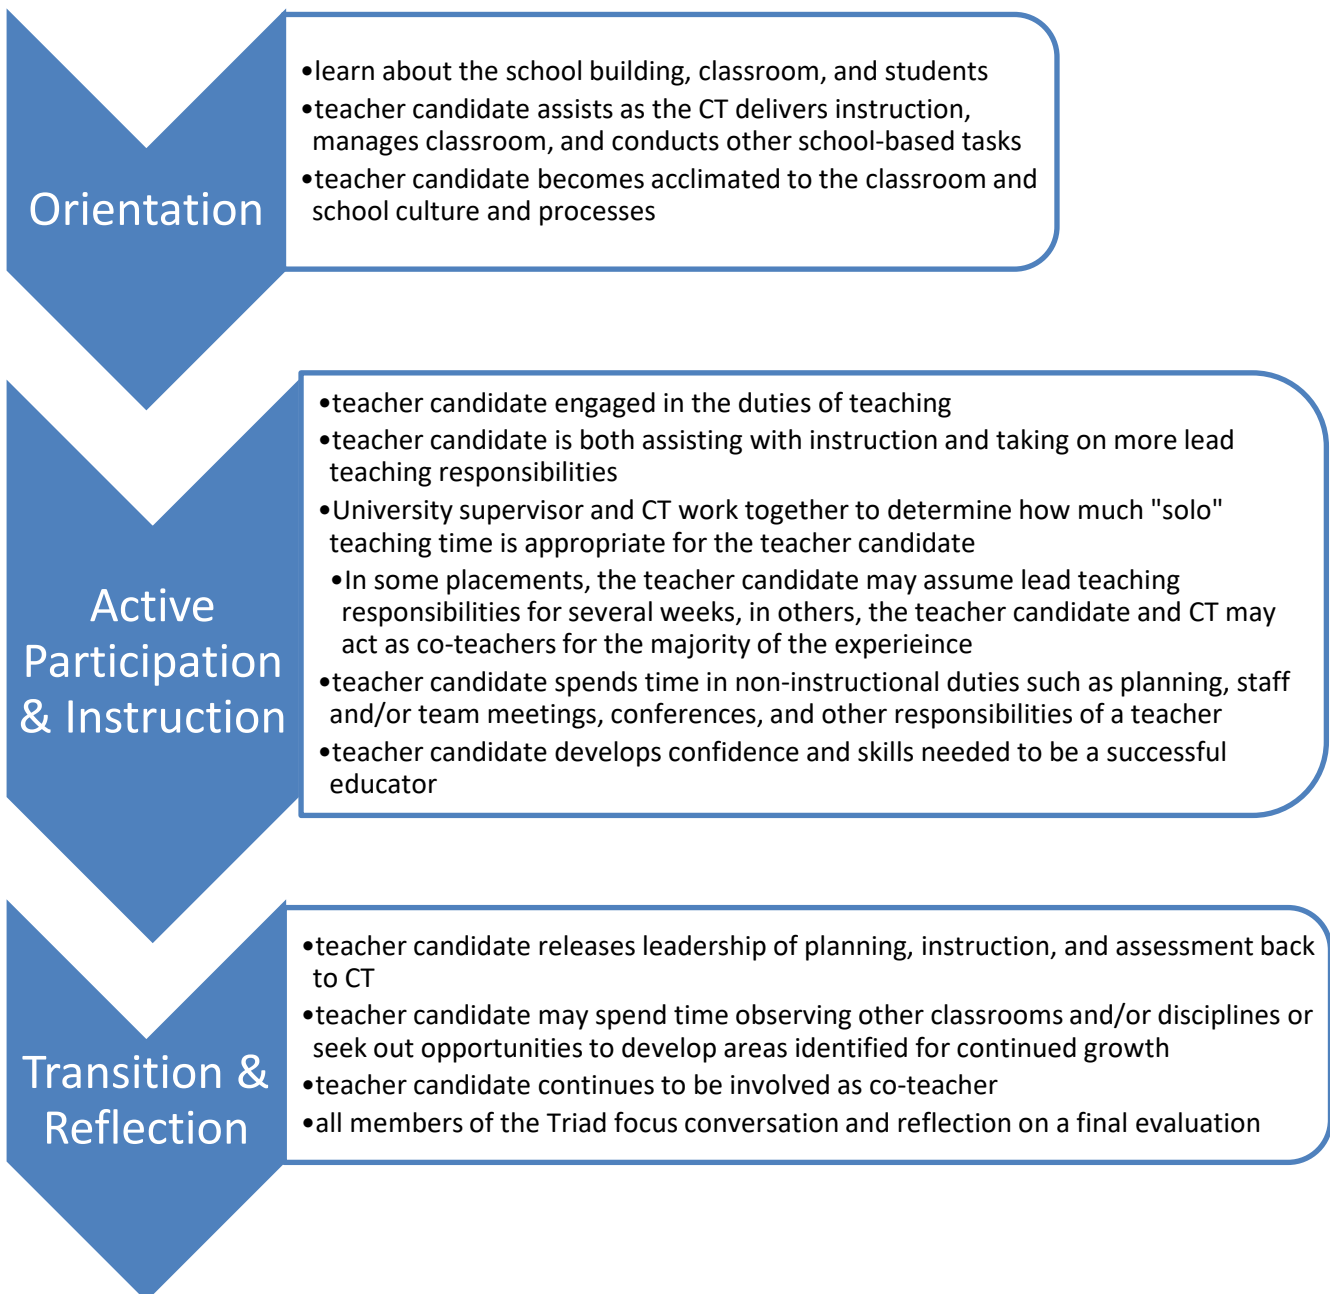 Orientation
•learn about the school building, classroom, and students
•teacher candidate assists as the CT delivers instruction,
manages classroom, and conducts other school-based tasks
•teacher candidate becomes acclimated to the classroom and
school culture and processes
Active
Participation
& Instruction
•teacher candidate engaged in the duties of teaching
•teacher candidate is both assisting with instruction and taking on more lead
teaching responsibilities
•University supervisor and CT work together to determine how much "solo"
teaching time is appropriate for the teacher candidate
•In some placements, the teacher candidate may assume lead teaching
responsibilities for several weeks, in others, the teacher candidate and CT may
act as co-teachers for the majority of the experieince
•teacher candidate spends time in non-instructional duties such as planning, staff
and/or team meetings, conferences, and other responsibilities of a teacher
•teacher candidate develops confidence and skills needed to be a successful
educator
Transition &
Reflection
•teacher candidate releases leadership of planning, instruction, and assessment back
to CT
•teacher candidate may spend time observing other classrooms and/or disciplines or
seek out opportunities to develop areas identified for continued growth
•teacher candidate continues to be involved as co-teacher
•all members of the Triad focus conversation and reflection on a final evaluation